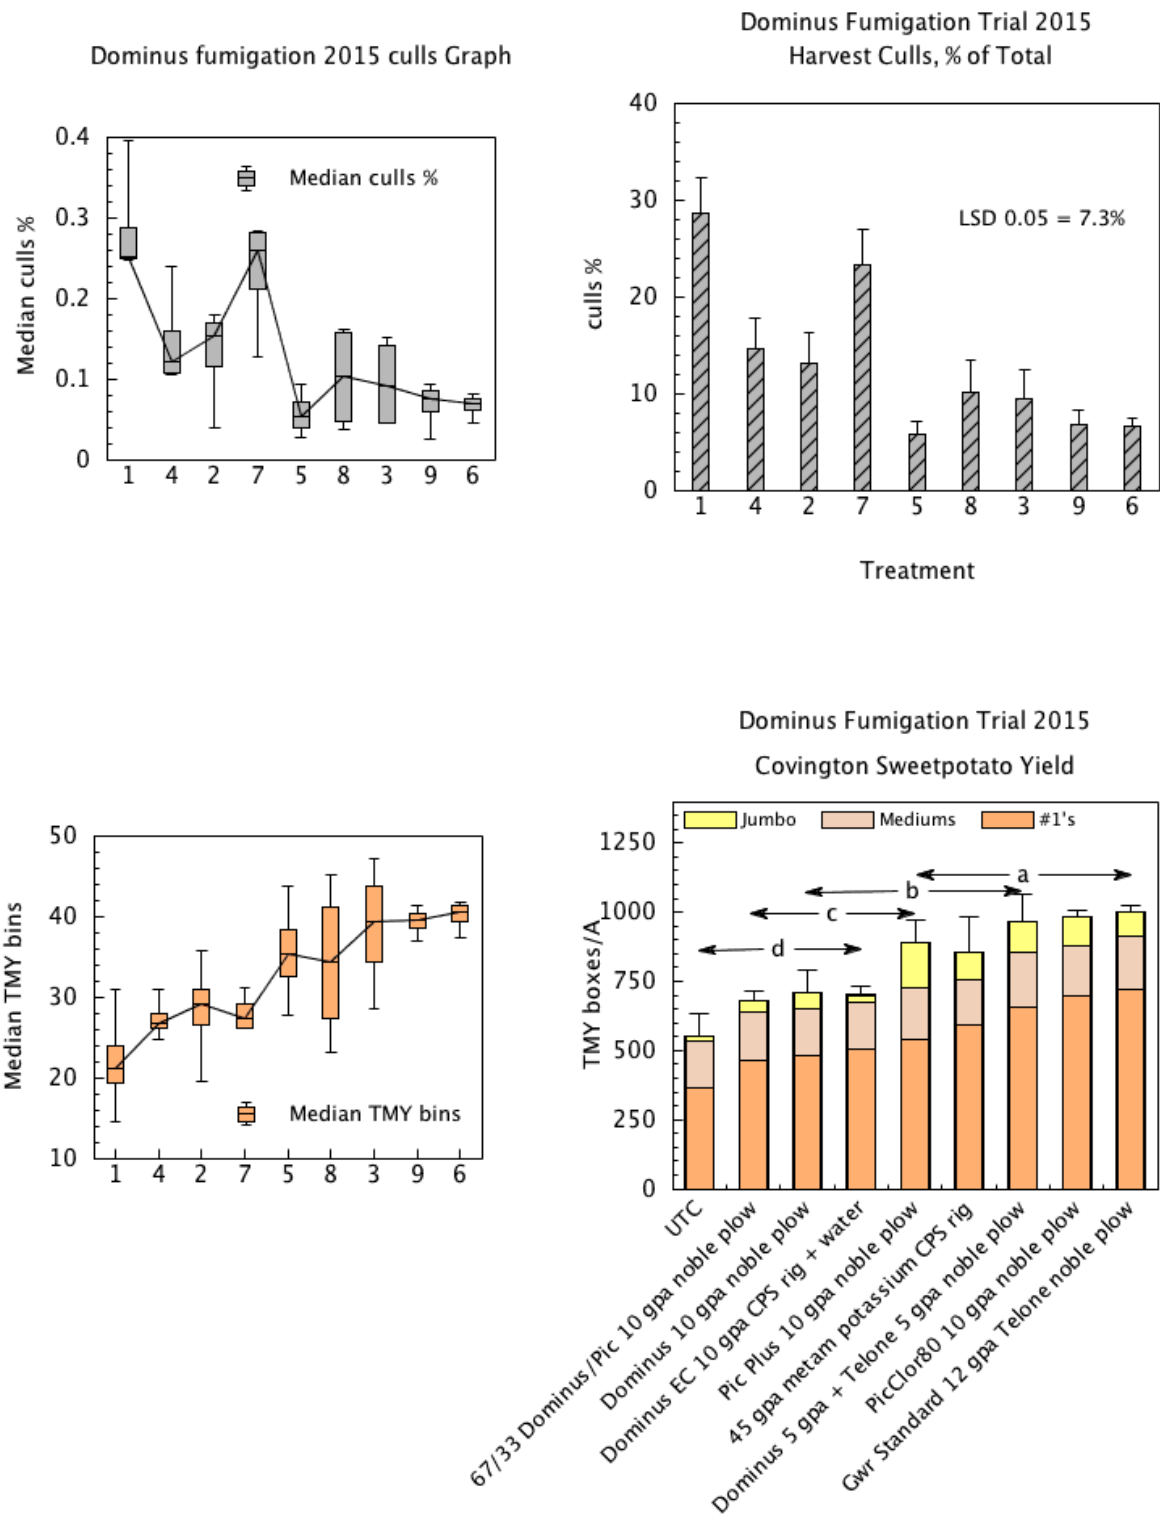 Dominus fumigation 2015 culls Graph
Median culls %
0.4
0.3
0.2
0.1
0
Median culls %
1 4 2 7 5 8 3 9 6
Dominus Fumigation Trial 2015
Harvest Culls, % of Total
culls %
40
30
20
10
0
LSD 0.05 = 7.3%
1 4 2 7 5 8 3 9 6
Treatment
Median TMY bins
50
40
30
20
10
Median TMY bins
1 4 2 7 5 8 3 9 6
Dominus Fumigation Trial 2015
Covington Sweetpotato Yield
TMY boxes/A
1250
1000
750
500
250
0
Jumbo Mediums #1's
a
b
c
d
UTC
67/33 Dominus/Pic 10 gpa noble plow
Dominus 10 gpa noble plow
Dominus EC 10 gpa CPS rig + water
Pic Plus 10 gpa noble plow
45 gpa metam potassium CPS rig
Dominus 5 gpa + Telone 5 gpa noble plow
PicClor80 10 gpa noble plow
Gwr Standard 12 gpa Telone noble plow